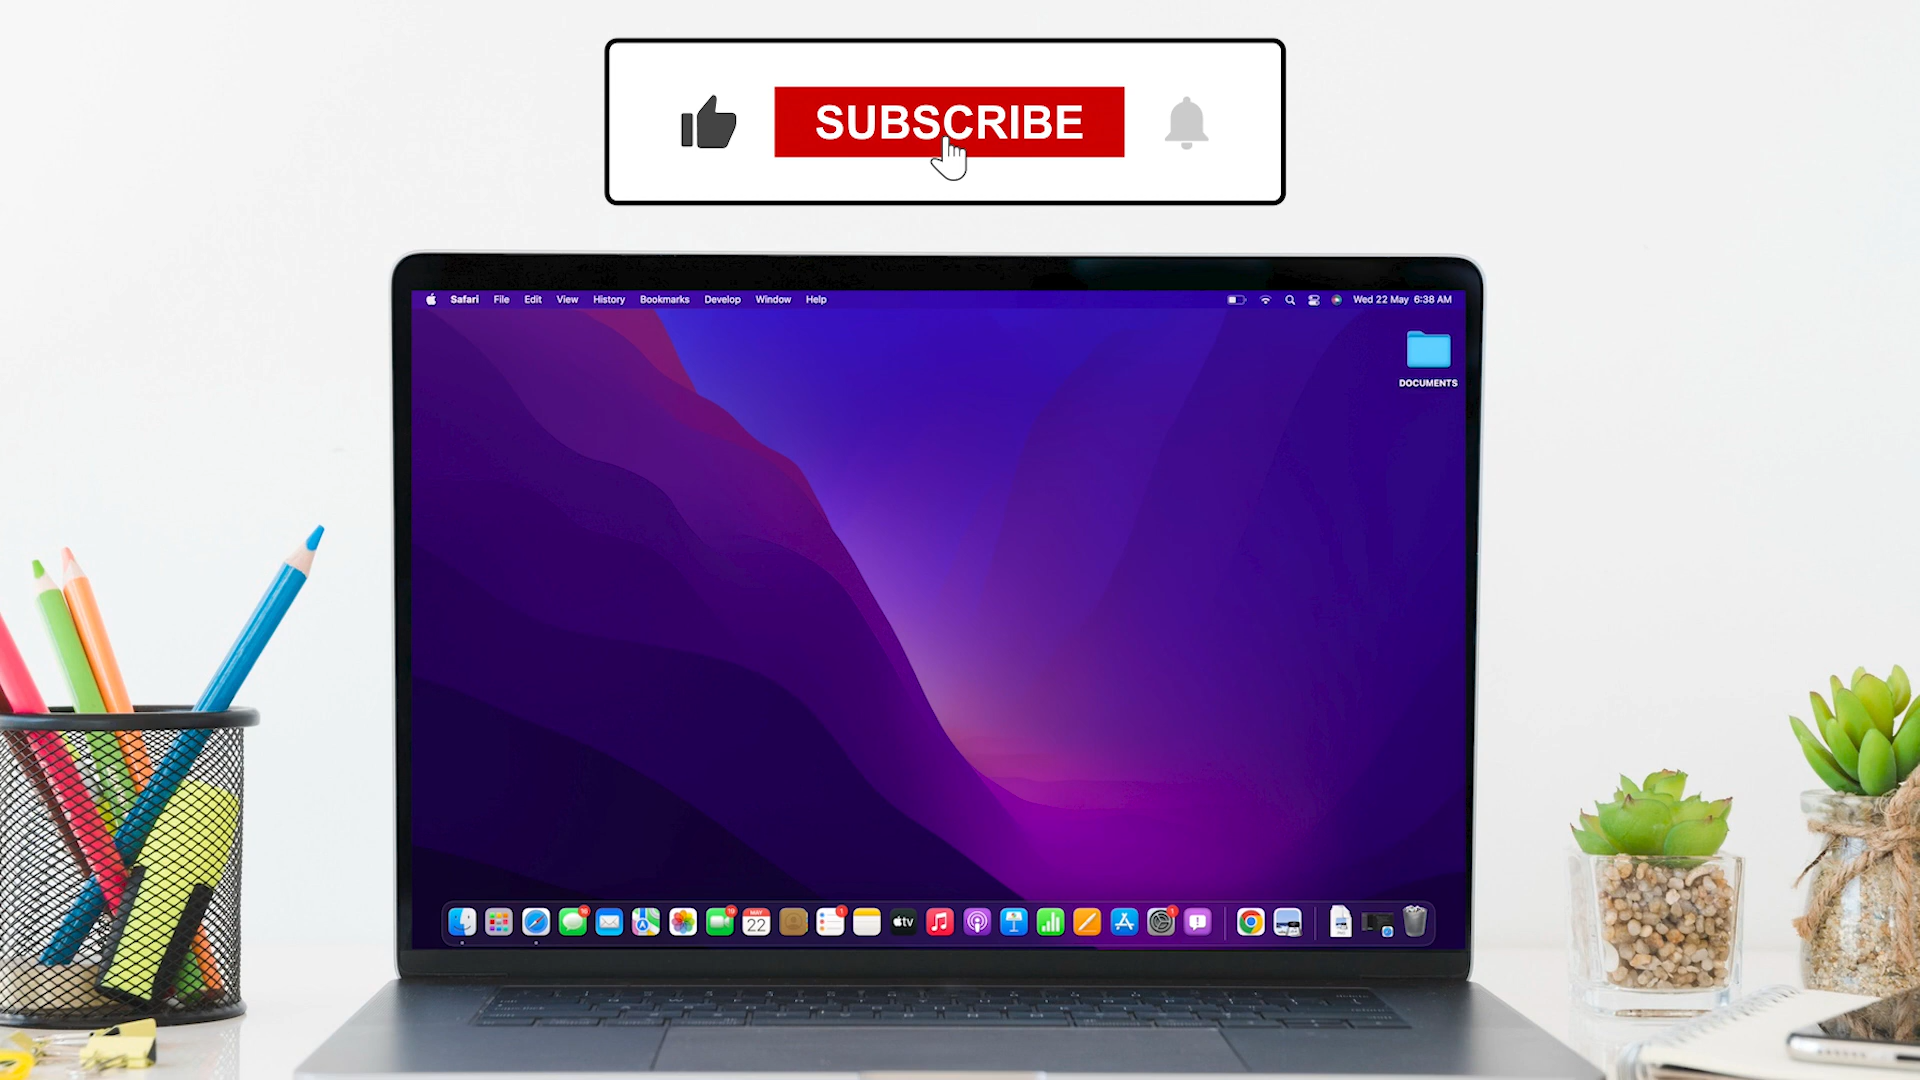 SUBSCRIBE
Safari File Edit View History Bookmarks Develop Window Help Wed 22 May 6:38 AM
DOCUMENTS
MAY
22
tv